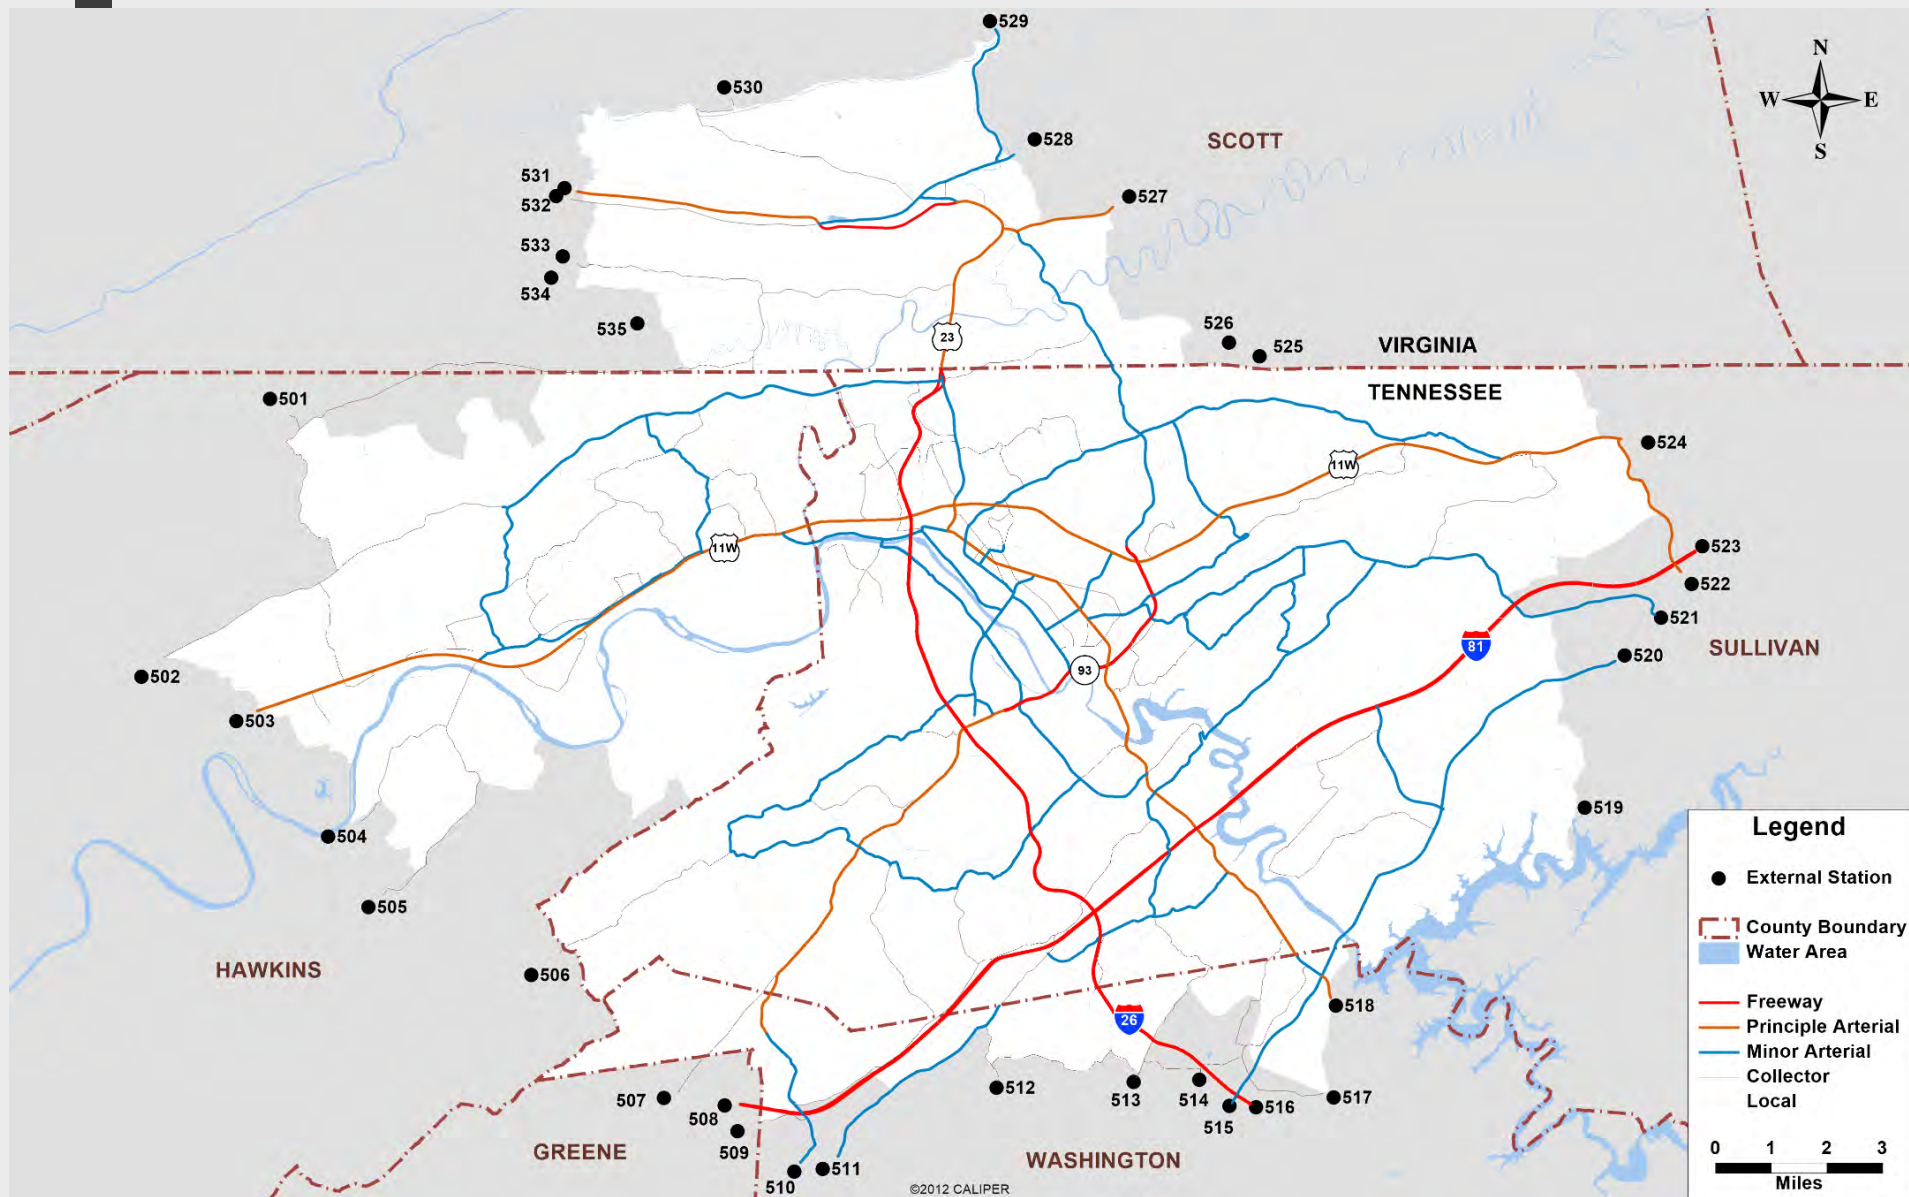 529
530
N
W E
S
528
SCOTT
531
532
527
533
534
535
23
526
525
VIRGINIA
TENNESSEE
501
524
11W
11W
523
522
521
520
SULLIVAN
81
93
502
503
504
505
519
HAWKINS
506
518
26
507
508
509
510
511
512
513
514
515
516
517
GREENE
WASHINGTON
©2012 CALIPER
Legend
External Station
County Boundary
Water Area
Freeway
Principle Arterial
Minor Arterial
Collector
Local
0 1 2 3
Miles